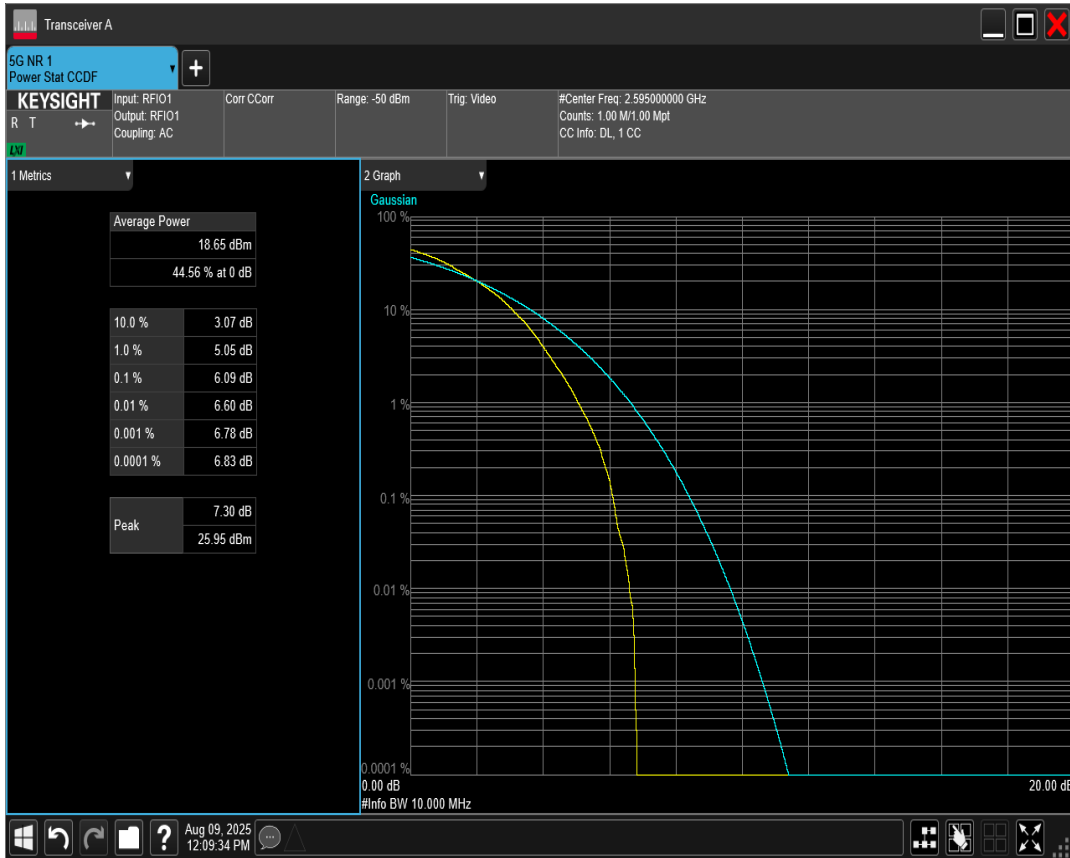 Transceiver A
5G NR 1
Power Stat CCDF
KEYSIGHT
R T
LXI
Input: RFIO1
Output: RFIO1
Coupling: AC
Corr CCorr
Range: -50 dBm
Trig: Video
#Center Freq: 2.595000000 GHz
Counts: 1.00 M/1.00 Mpt
CC Info: DL, 1 CC
1 Metrics
Average Power
18.65 dBm
44.56 % at 0 dB
10.0 % 3.07 dB
1.0 % 5.05 dB
0.1 % 6.09 dB
0.01 % 6.60 dB
0.001 % 6.78 dB
0.0001 % 6.83 dB
Peak
7.30 dB
25.95 dBm
2 Graph
Gaussian
100 %
10 %
1 %
0.1 %
0.01 %
0.001 %
0.0001 %
0.00 dB 20.00 dB
#Info BW 10.000 MHz
?
Aug 09, 2025
12:09:34 PM